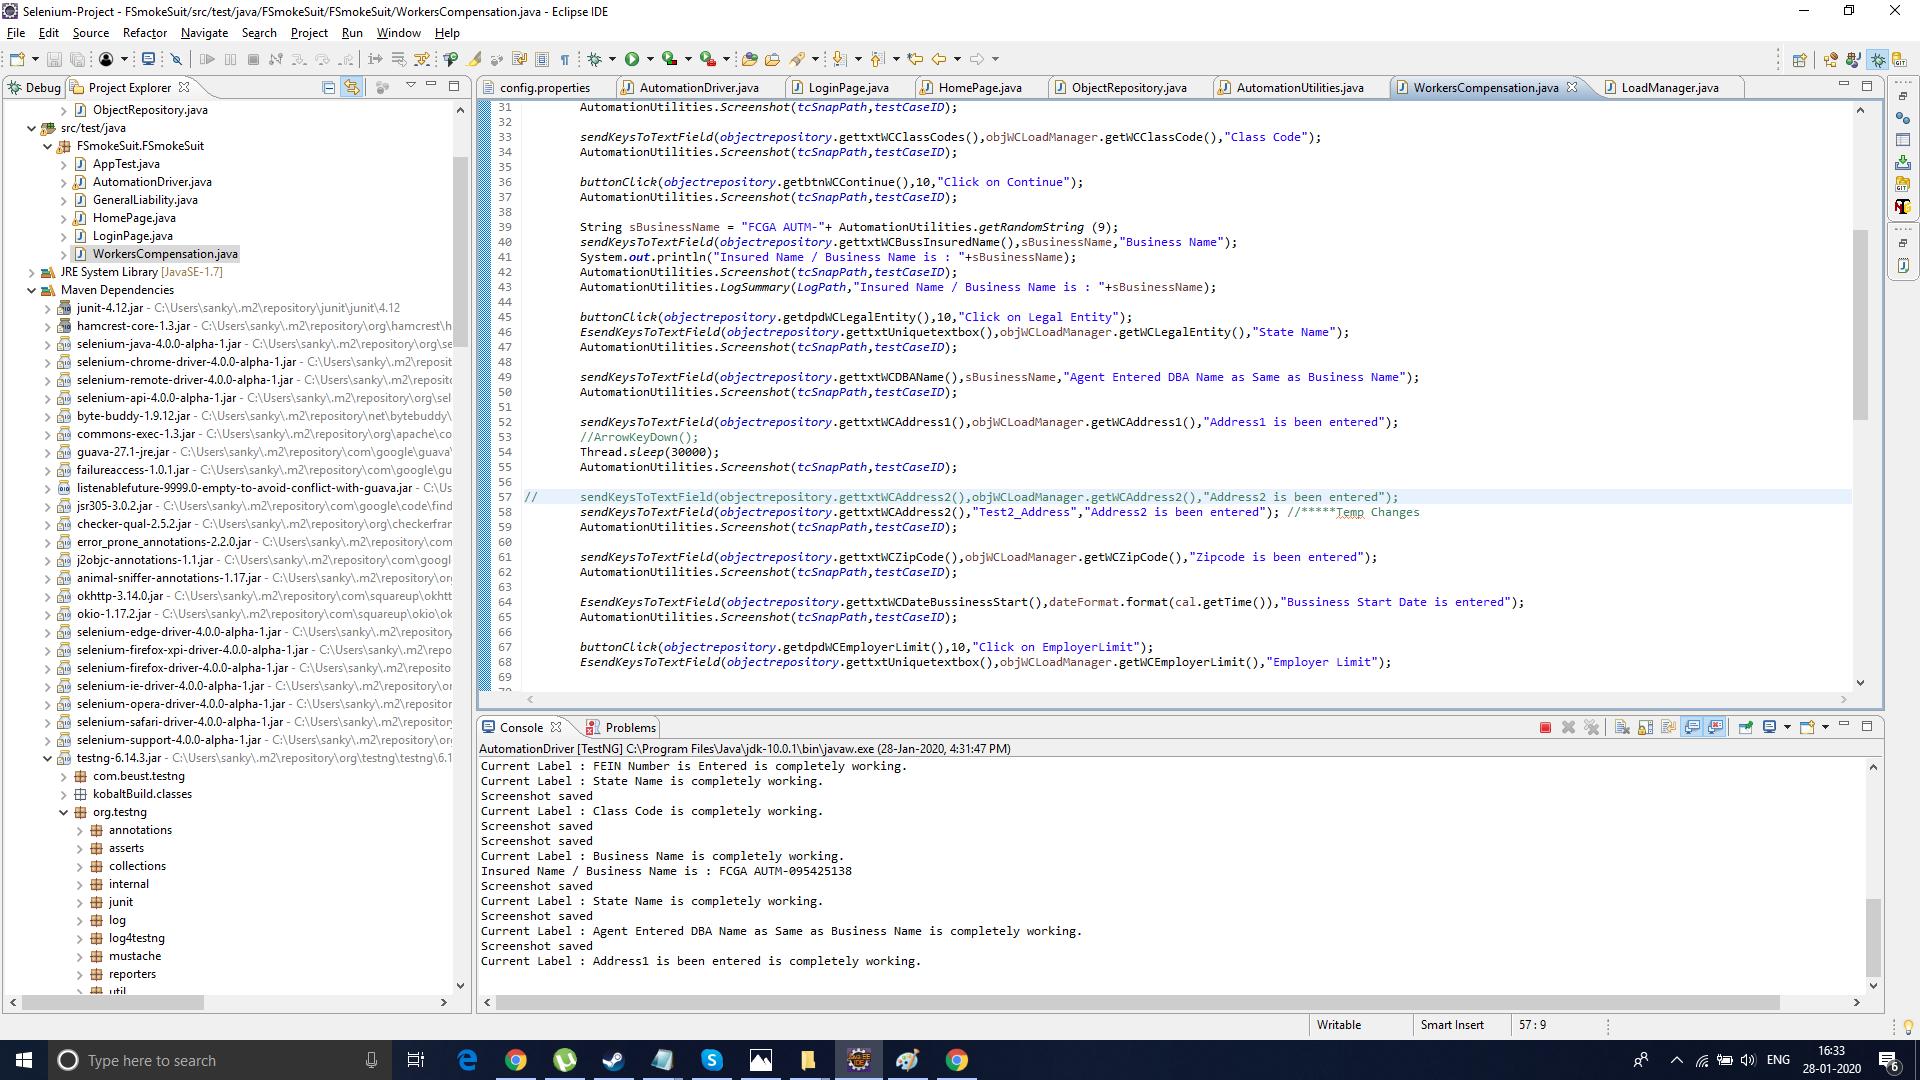 Selenium-Project - FSmokeSuit/src/test/java/FSmokeSuit/FSmokeSuit/WorkersCompensation.java - Eclipse IDE
File Edit Source Refactor Navigate Search Project Run Window Help
Debug Project Explorer
ObjectRepository.java
src/test/java
FSmokeSuit.FSmokeSuit
AppTest.java
AutomationDriver.java
GeneralLiability.java
HomePage.java
LoginPage.java
WorkersCompensation.java
JRE System Library [JavaSE-1.7]
Maven Dependencies
junit-4.12.jar - C:\Users\sanky\.m2\repository\junit\junit\4.12
hamcrest-core-1.3.jar - C:\Users\sanky\.m2\repository\org\hamcrest\h
selenium-java-4.0.0-alpha-1.jar - C:\Users\sanky\.m2\repository\org\se
selenium-chrome-driver-4.0.0-alpha-1.jar - C:\Users\sanky\.m2\reposit
selenium-remote-driver-4.0.0-alpha-1.jar - C:\Users\sanky\.m2\reposito
selenium-api-4.0.0-alpha-1.jar - C:\Users\sanky\.m2\repository\org\sel
byte-buddy-1.9.12.jar - C:\Users\sanky\.m2\repository\net\bytebuddy\
commons-exec-1.3.jar - C:\Users\sanky\.m2\repository\org\apache\co
guava-27.1-jre.jar - C:\Users\sanky\.m2\repository\com\google\guava\
failureaccess-1.0.1.jar - C:\Users\sanky\.m2\repository\com\google\gu
listenablefuture-9999.0-empty-to-avoid-conflict-with-guava.jar - C:\Us
jsr305-3.0.2.jar - C:\Users\sanky\.m2\repository\com\google\code\find
checker-qual-2.5.2.jar - C:\Users\sanky\.m2\repository\org\checkerfran
error_prone_annotations-2.2.0.jar - C:\Users\sanky\.m2\repository\com
j2objc-annotations-1.1.jar - C:\Users\sanky\.m2\repository\com\googl
animal-sniffer-annotations-1.17.jar - C:\Users\sanky\.m2\repository\or
okhttp-3.14.0.jar - C:\Users\sanky\.m2\repository\com\squareup\okhtt
okio-1.17.2.jar - C:\Users\sanky\.m2\repository\com\squareup\okio\ok
selenium-edge-driver-4.0.0-alpha-1.jar - C:\Users\sanky\.m2\repository
selenium-firefox-xpi-driver-4.0.0-alpha-1.jar - C:\Users\sanky\.m2\repo
selenium-firefox-driver-4.0.0-alpha-1.jar - C:\Users\sanky\.m2\reposito
selenium-ie-driver-4.0.0-alpha-1.jar - C:\Users\sanky\.m2\repository\or
selenium-opera-driver-4.0.0-alpha-1.jar - C:\Users\sanky\.m2\repositor
selenium-safari-driver-4.0.0-alpha-1.jar - C:\Users\sanky\.m2\repositor
selenium-support-4.0.0-alpha-1.jar - C:\Users\sanky\.m2\repository\or
testng-6.14.3.jar - C:\Users\sanky\.m2\repository\org\testng\testng\6.1
com.beust.testng
kobaltBuild.classes
org.testng
annotations
asserts
collections
internal
junit
log
log4testng
mustache
reporters
util
config.properties AutomationDriver.java LoginPage.java HomePage.java ObjectRepository.java AutomationUtilities.java WorkersCompensation.java LoadManager.java
31 AutomationUtilities.Screenshot(tcSnapPath,testCaseID);
32
33 sendKeysToTextField(objectrepository.gettxtWCClassCodes(),objWCLoadManager.getWCClassCode(),"Class Code");
34 AutomationUtilities.Screenshot(tcSnapPath,testCaseID);
35
36 buttonClick(objectrepository.getbtnWCContinue(),10,"Click on Continue");
37 AutomationUtilities.Screenshot(tcSnapPath,testCaseID);
38
39 String sBusinessName = "FCGA AUTM-"+ AutomationUtilities.getRandomString (9);
40 sendKeysToTextField(objectrepository.gettxtWCBussInsuredName(),sBusinessName,"Business Name");
41 System.out.println("Insured Name / Business Name is : "+sBusinessName);
42 AutomationUtilities.Screenshot(tcSnapPath,testCaseID);
43 AutomationUtilities.LogSummary(LogPath,"Insured Name / Business Name is : "+sBusinessName);
44
45 buttonClick(objectrepository.getdpdWCLegalEntity(),10,"Click on Legal Entity");
46 EsendKeysToTextField(objectrepository.gettxtUniquetextbox(),objWCLoadManager.getWCLegalEntity(),"State Name");
47 AutomationUtilities.Screenshot(tcSnapPath,testCaseID);
48
49 sendKeysToTextField(objectrepository.gettxtWCDBAName(),sBusinessName,"Agent Entered DBA Name as Same as Business Name");
50 AutomationUtilities.Screenshot(tcSnapPath,testCaseID);
51
52 sendKeysToTextField(objectrepository.gettxtWCAddress1(),objWCLoadManager.getWCAddress1(),"Address1 is been entered");
53 //ArrowKeyDown();
54 Thread.sleep(30000);
55 AutomationUtilities.Screenshot(tcSnapPath,testCaseID);
56
57 // sendKeysToTextField(objectrepository.gettxtWCAddress2(),objWCLoadManager.getWCAddress2(),"Address2 is been entered");
58 sendKeysToTextField(objectrepository.gettxtWCAddress2(),"Test2_Address","Address2 is been entered"); //*****Temp Changes
59 AutomationUtilities.Screenshot(tcSnapPath,testCaseID);
60
61 sendKeysToTextField(objectrepository.gettxtWCZipCode(),objWCLoadManager.getWCZipCode(),"Zipcode is been entered");
62 AutomationUtilities.Screenshot(tcSnapPath,testCaseID);
63
64 EsendKeysToTextField(objectrepository.gettxtWCDateBussinessStart(),dateFormat.format(cal.getTime()),"Bussiness Start Date is entered");
65 AutomationUtilities.Screenshot(tcSnapPath,testCaseID);
66
67 buttonClick(objectrepository.getdpdWCEmployerLimit(),10,"Click on EmployerLimit");
68 EsendKeysToTextField(objectrepository.gettxtUniquetextbox(),objWCLoadManager.getWCEmployerLimit(),"Employer Limit");
69
Console Problems
AutomationDriver [TestNG] C:\Program Files\Java\jdk-10.0.1\bin\javaw.exe (28-Jan-2020, 4:31:47 PM)
Current Label : FEIN Number is Entered is completely working.
Current Label : State Name is completely working.
Screenshot saved
Current Label : Class Code is completely working.
Screenshot saved
Screenshot saved
Current Label : Business Name is completely working.
Insured Name / Business Name is : FCGA AUTM-095425138
Screenshot saved
Current Label : State Name is completely working.
Screenshot saved
Current Label : Agent Entered DBA Name as Same as Business Name is completely working.
Screenshot saved
Current Label : Address1 is been entered is completely working.
Writable Smart Insert 57 : 9
Type here to search
ENG
16:33
28-01-2020
6